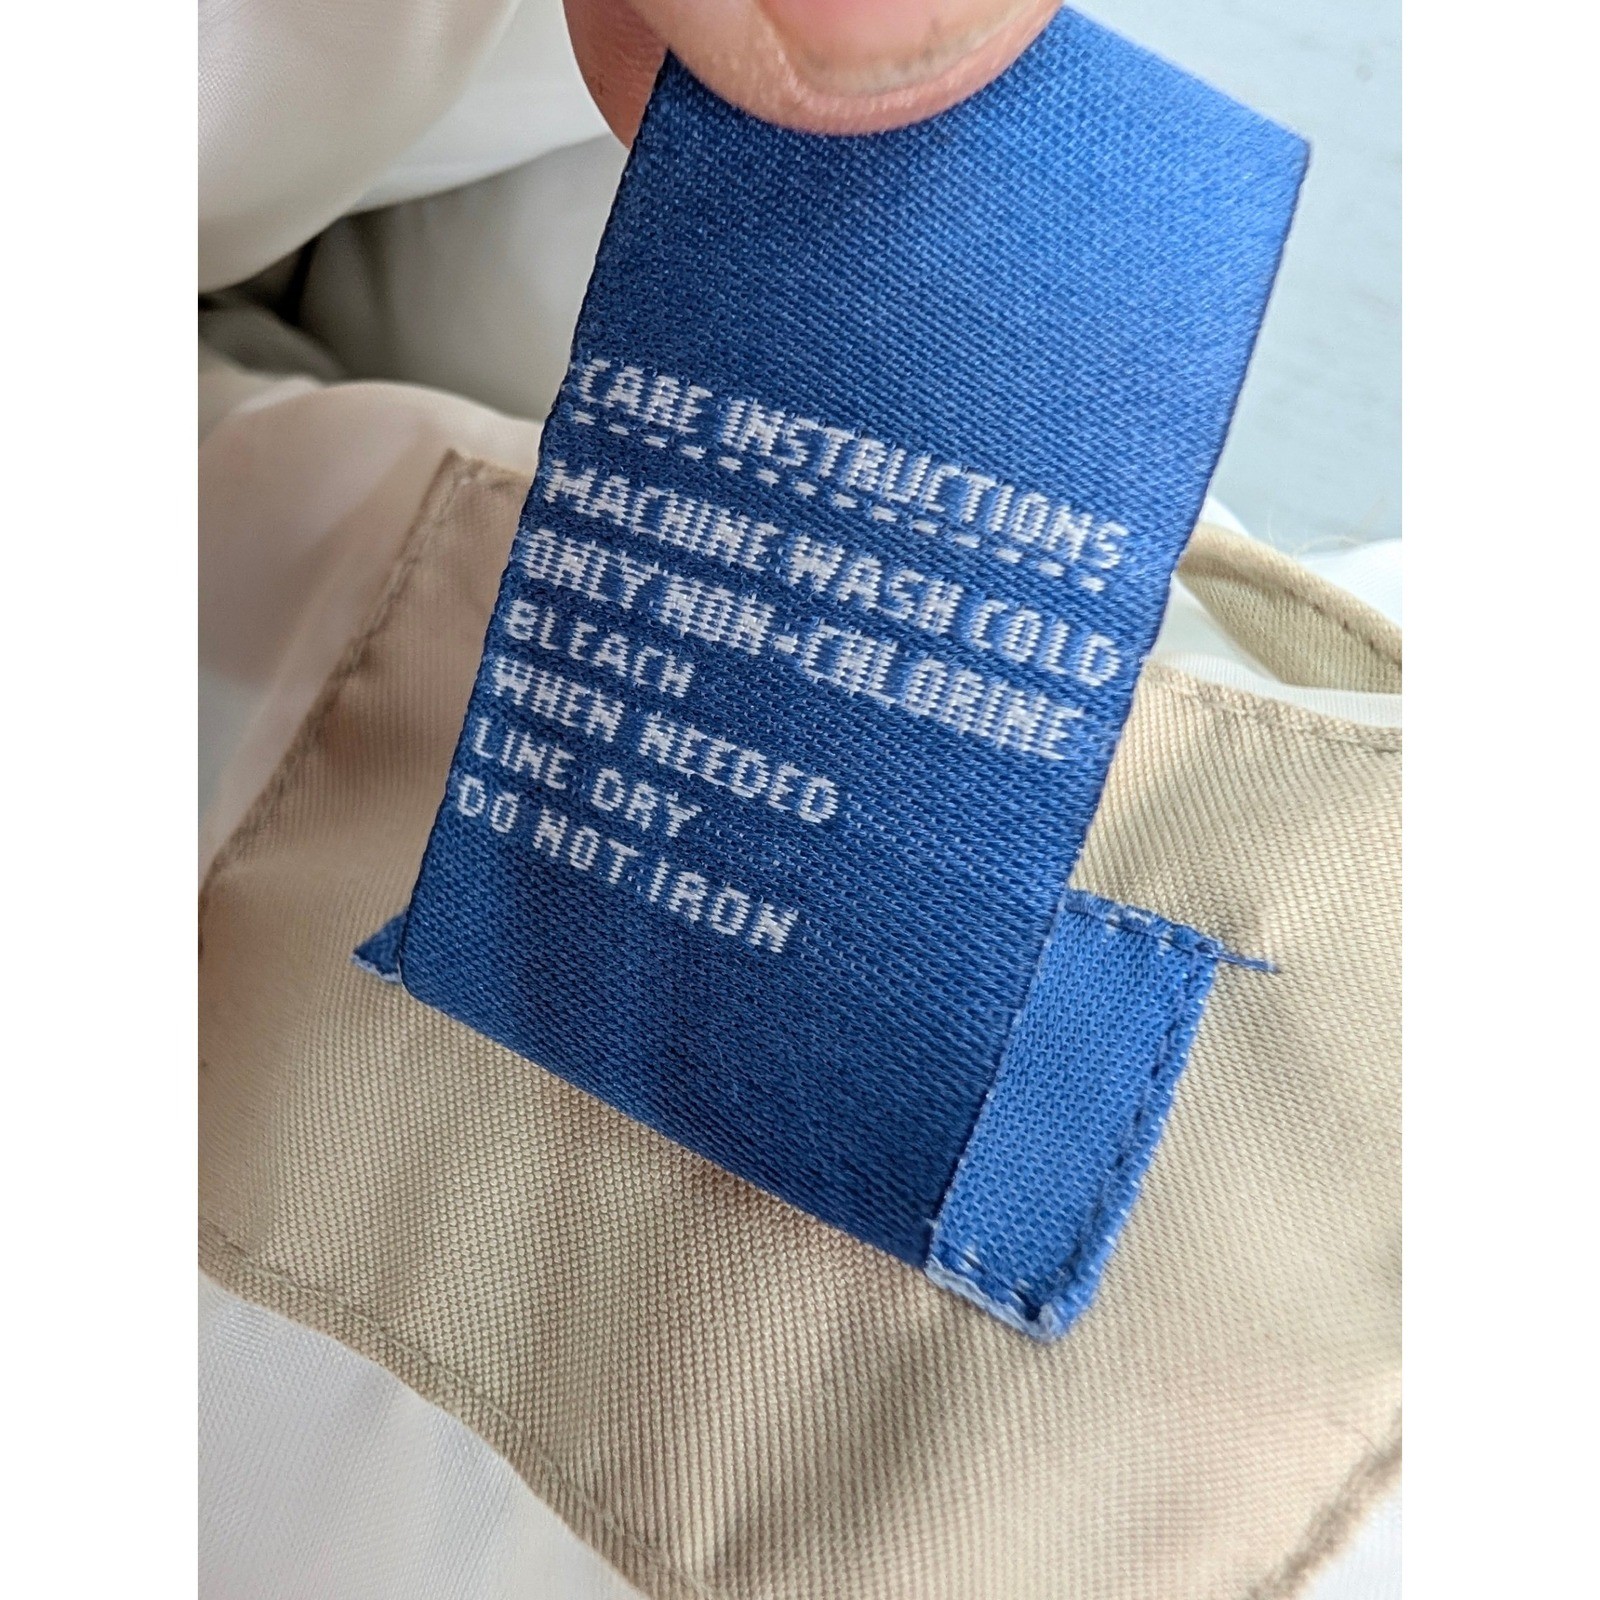 CARE INSTRUCTIONS
MACHINE WASH COLD
ONLY NON-CHLORINE
BLEACH
WHEN NEEDED
LINE DRY
DO NOT IRON